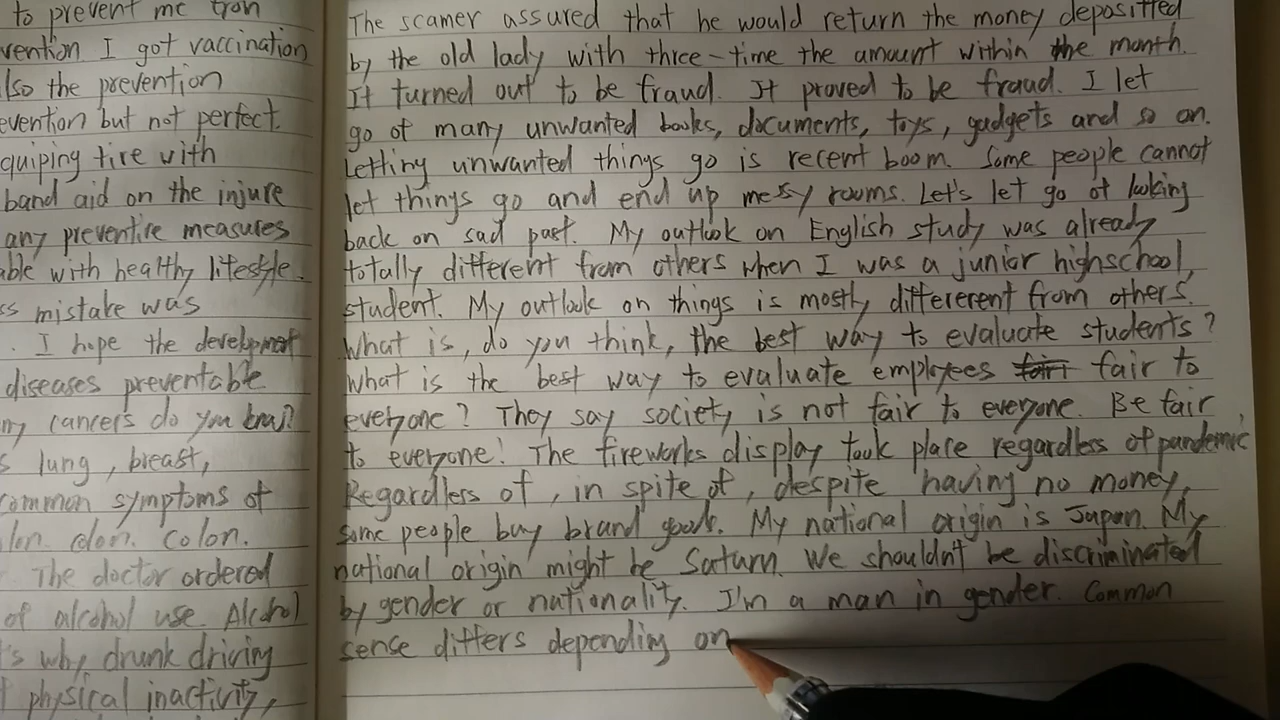 to prevent me from
vention I got vaccination
lso the prevention
evention but not perfect.
quiping tire with
band aid on the injure
any preventive measures
able with healthy lifestyle.
ss mistake was
. I hope the development
diseases preventable
ny cancers do you
s lung, breast,
common symptoms of
lon. colon. Colon.
. The doctor ordered
of alcohol use. Alcohol
's why drunk driving
physical inactivity,
The scamer assured that he would return the money depositted
by the old lady with three-time the amount within the month.
It turned out to be fraud. It proved to be fraud. I let
go of many unwanted books, documents, toys, gadgets and so on.
Letting unwanted things go is recent boom. Some people cannot
let things go and end up messy rooms. Let's let go of looking
back on sad past. My outlook on English study was already
totally different from others when I was a junior highschool,
student. My outlook on things is mostly differerent from others.
What is, do you think, the best way to evaluate students?
What is the best way to evaluate employees fair to
everyone? They say society is not fair to everyone. Be fair,
to everyone! The fireworks display took place regardless of pandemic
Regardless of, in spite of, despite having no money,
some people buy brand goods. My national origin is Japan. My
national origin might be Saturn. We shouldn't be discriminated
by gender or nationality. I'm a man in gender. Common
sense differs depending on